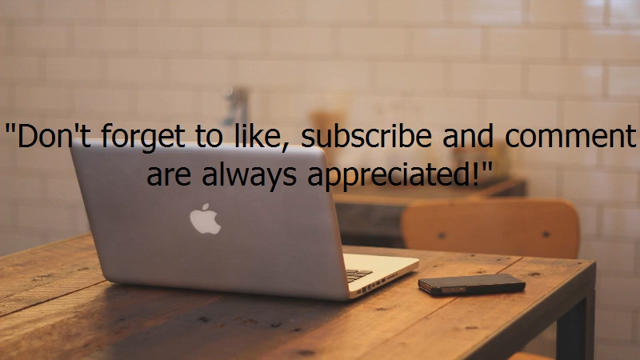 "Don't forget to like, subscribe and comment
are always appreciated!"